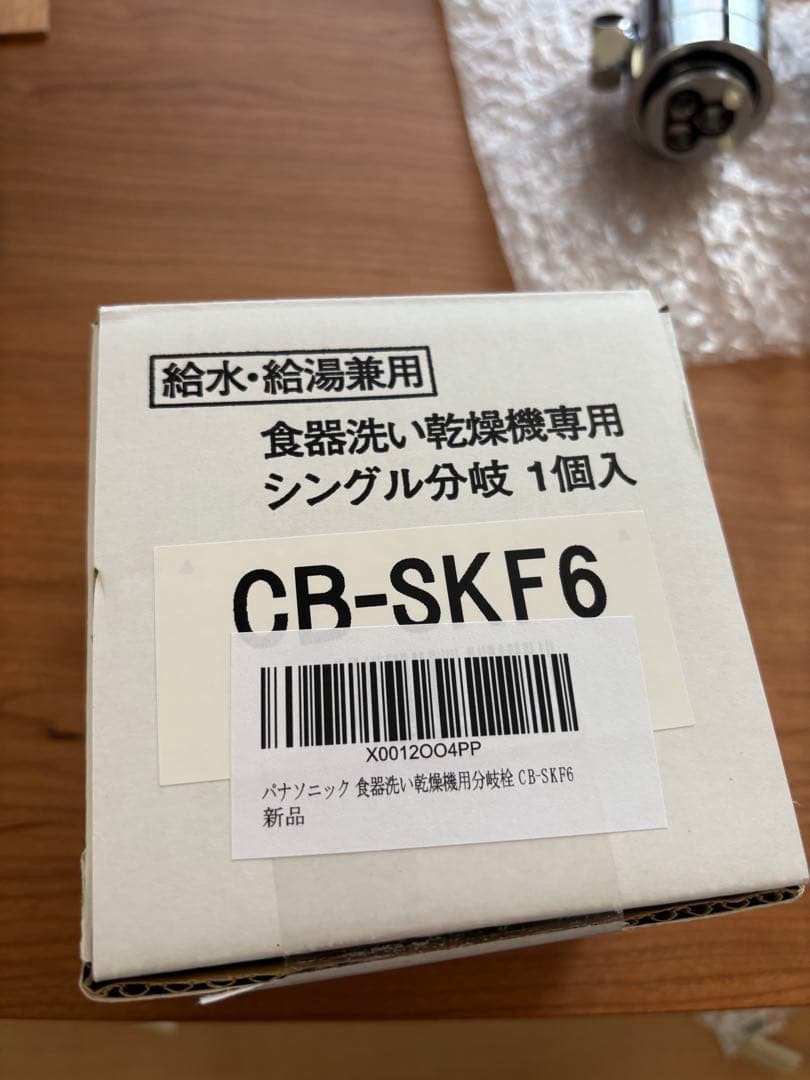 給水・給湯兼用
食器洗い乾燥機専用
シングル分岐 1個入
CB-SKF6
X0012OO4PP
パナソニック 食器洗い乾燥機用分岐栓 CB-SKF6
新品